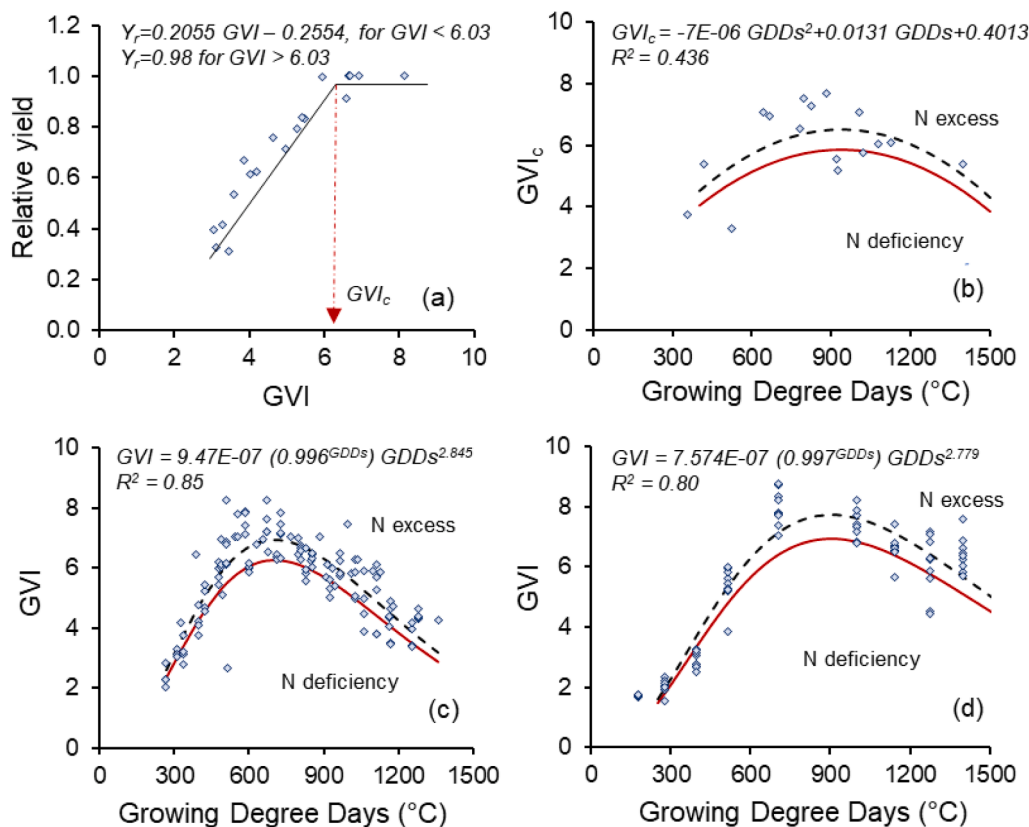 Y_r=0.2055 GVI – 0.2554, for GVI < 6.03
Y_r=0.98 for GVI > 6.03
1.2
1.0
0.8
0.6
0.4
0.2
0.0
Relative yield
GVI_c
(a)
0 2 4 6 8 10
GVI
GVI_c = -7E-06 GDDs²+0.0131 GDDs+0.4013
R² = 0.436
10
8
6
4
2
0
GVI_c
N excess
N deficiency
(b)
0 300 600 900 1200 1500
Growing Degree Days (°C)
GVI = 9.47E-07 (0.996^GDDs) GDDs^2.845
R² = 0.85
10
8
6
4
2
0
GVI
N excess
N deficiency
(c)
0 300 600 900 1200 1500
Growing Degree Days (°C)
GVI = 7.574E-07 (0.997^GDDs) GDDs^2.779
R² = 0.80
10
8
6
4
2
0
GVI
N excess
N deficiency
(d)
0 300 600 900 1200 1500
Growing Degree Days (°C)